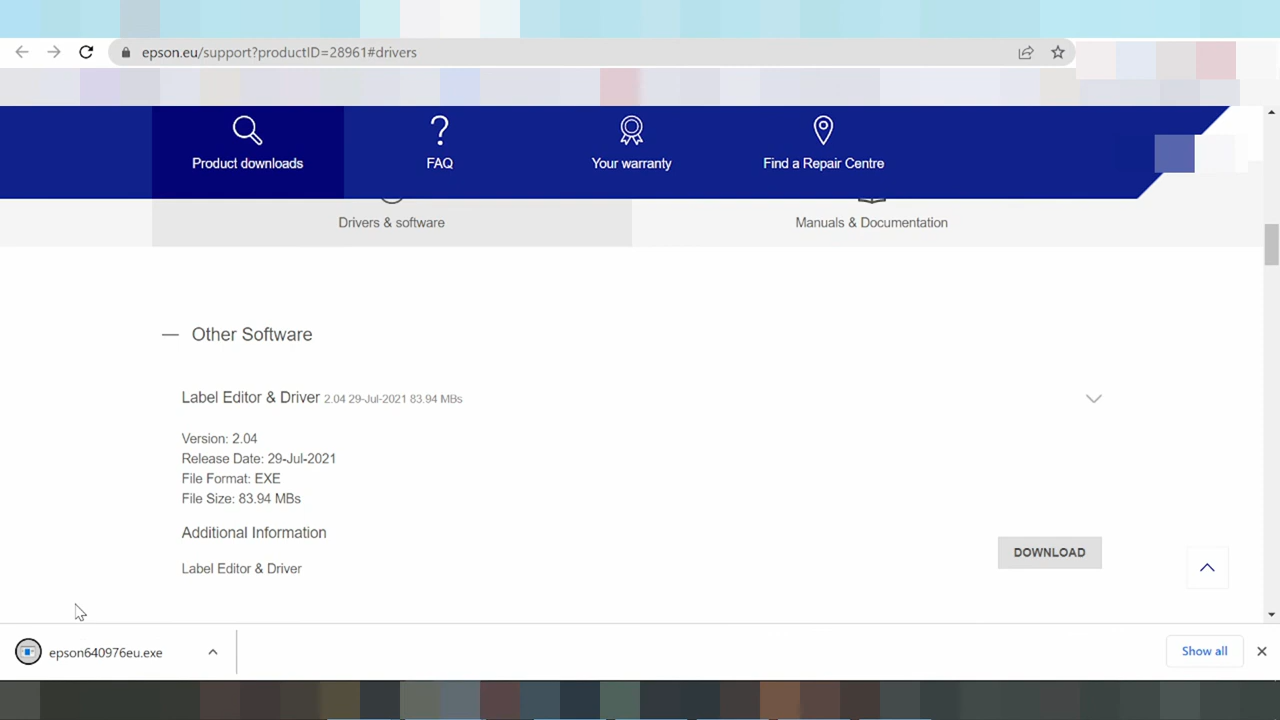 epson.eu/support?productID=28961#drivers
Product downloads
FAQ
Your warranty
Find a Repair Centre
Drivers & software
Manuals & Documentation
Other Software
Label Editor & Driver 2.04 29-Jul-2021 83.94 MBs
Version: 2.04
Release Date: 29-Jul-2021
File Format: EXE
File Size: 83.94 MBs
Additional Information
DOWNLOAD
Label Editor & Driver
epson640976eu.exe
Show all